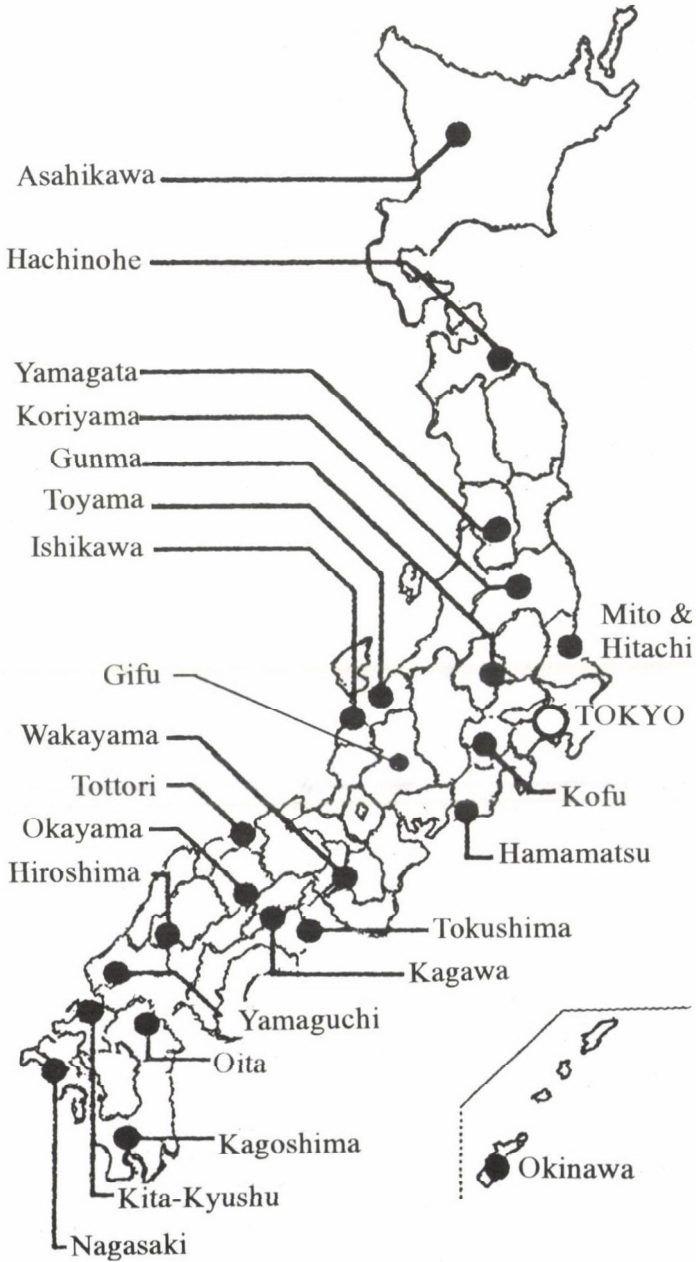 Asahikawa
Hachinohe
Yamagata
Koriyama
Gunma
Toyama
Ishikawa
Mito &
Hitachi
Gifu
TOKYO
Wakayama
Tottori
Kofu
Okayama
Hamamatsu
Hiroshima
Tokushima
Kagawa
Yamaguchi
Oita
Kagoshima
Okinawa
Kita-Kyushu
Nagasaki